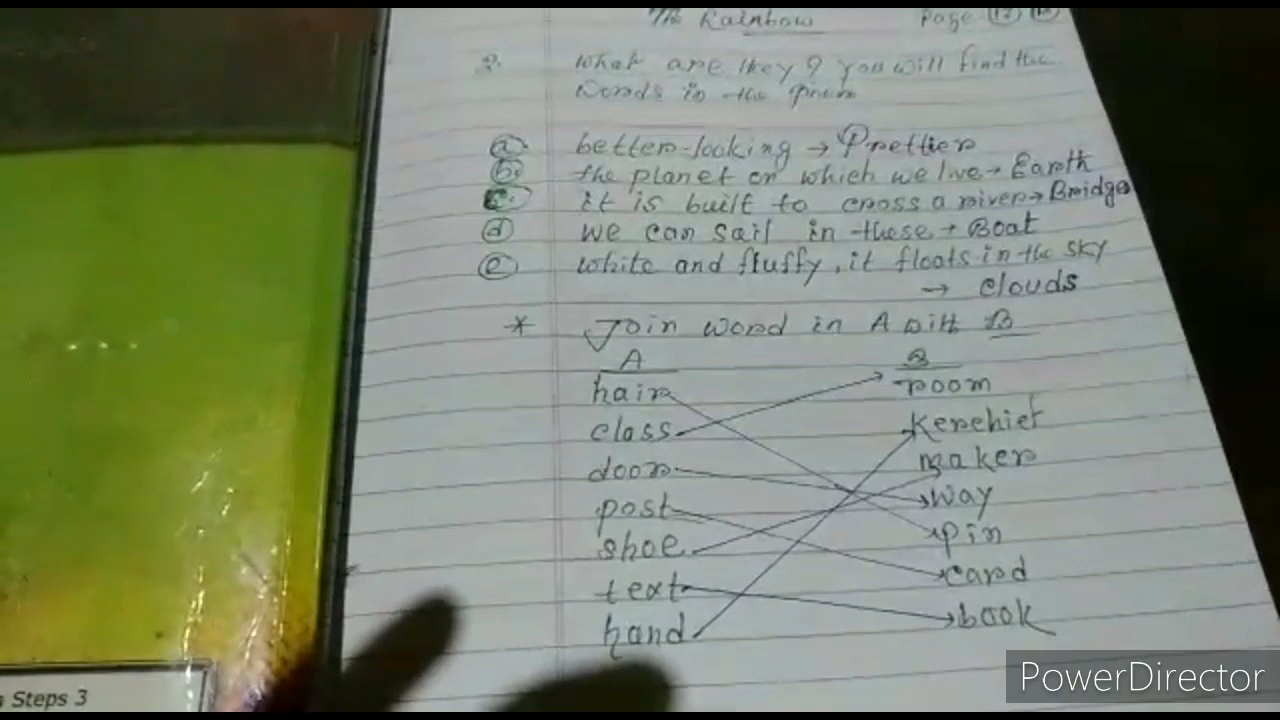 The Rainbow Page 12 13
2. What are they? you will find the
words in the poem
a. better-looking → Prettier
b. the planet on which we live → Earth
c. it is built to cross a river → Bridge
d we can sail in these → Boat
e white and fluffy, it floats in the sky
→ clouds
* Join word in A with B
A B
hair room
class Kerchief
door maker
post way
shoe pin
text card
hand book
Steps 3
PowerDirector